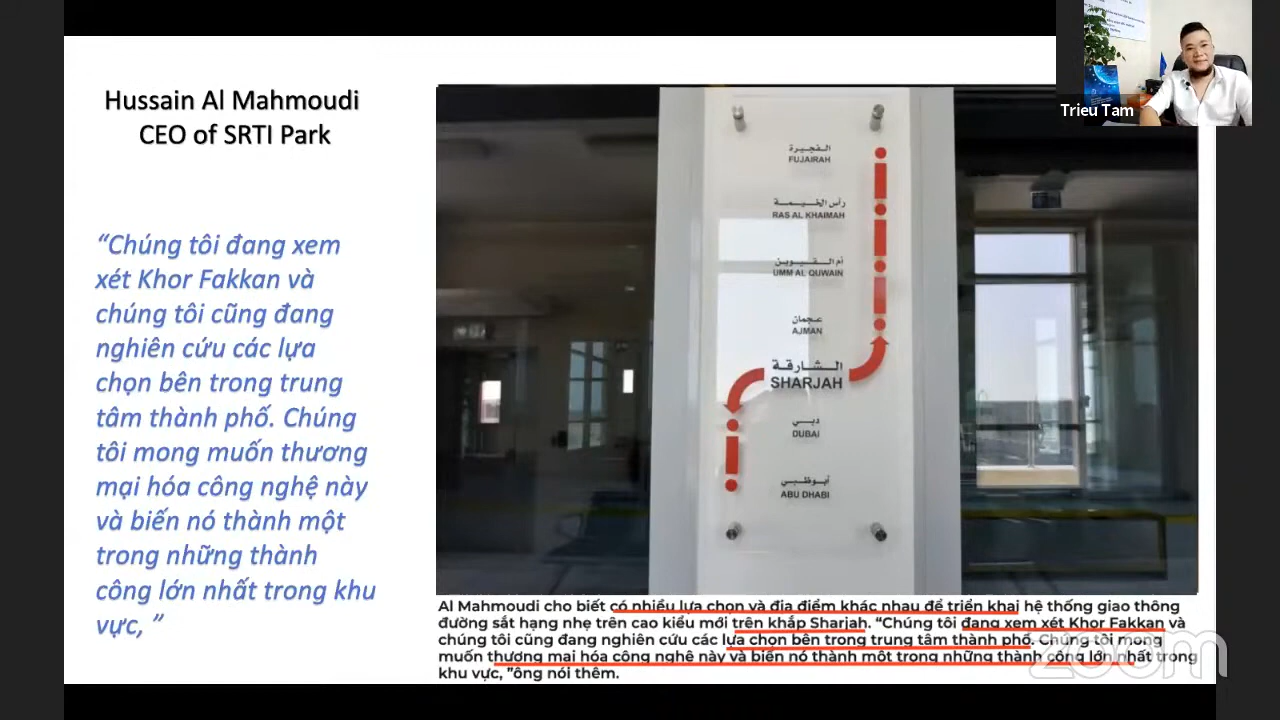 Hussain Al Mahmoudi
CEO of SRTI Park
“Chúng tôi đang xem
xét Khor Fakkan và
chúng tôi cũng đang
nghiên cứu các lựa
chọn bên trong trung
tâm thành phố. Chúng
tôi mong muốn thương
mại hóa công nghệ này
và biến nó thành một
trong những thành
công lớn nhất trong khu
vực, ”
الفجيرة
FUJAIRAH
رأس الخيمة
RAS AL KHAIMAH
أم القيوين
UMM AL QUWAIN
عجمان
AJMAN
الشارقة
SHARJAH
دبي
DUBAI
أبوظبي
ABU DHABI
Al Mahmoudi cho biết có nhiều lựa chọn và địa điểm khác nhau để triển khai hệ thống giao thông
đường sắt hạng nhẹ trên cao kiểu mới trên khắp Sharjah. “Chúng tôi đang xem xét Khor Fakkan và
chúng tôi cũng đang nghiên cứu các lựa chọn bên trong trung tâm thành phố. Chúng tôi mong
muốn thương mại hóa công nghệ này và biến nó thành một trong những thành công lớn nhất trong
khu vực, ”ông nói thêm.
Trieu Tam
zoom